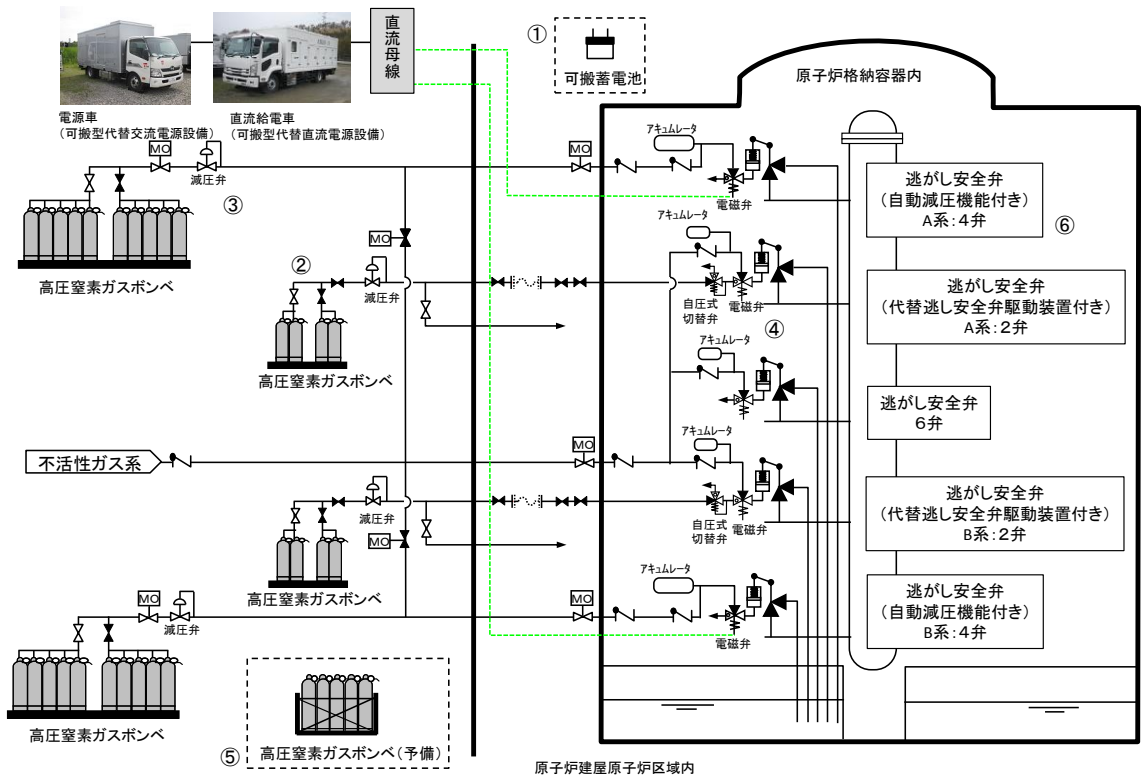 直流母線
①
可搬蓄電池
原子炉格納容器内
電源車
（可搬型代替交流電源設備）
直流給電車
（可搬型代替直流電源設備）
MO
減圧弁
③
高圧窒素ガスボンベ
MO
MO
アキュムレータ
電磁弁
逃がし安全弁
（自動減圧機能付き）
A系：４弁
⑥
②
減圧弁
高圧窒素ガスボンベ
アキュムレータ
自圧式
切替弁
電磁弁
④
逃がし安全弁
（代替逃し安全弁駆動装置付き）
A系：２弁
アキュムレータ
逃がし安全弁
６弁
不活性ガス系
MO
アキュムレータ
減圧弁
MO
高圧窒素ガスボンベ
自圧式
切替弁
電磁弁
逃がし安全弁
（代替逃し安全弁駆動装置付き）
B系：２弁
MO
減圧弁
高圧窒素ガスボンベ
MO
アキュムレータ
電磁弁
逃がし安全弁
（自動減圧機能付き）
B系：４弁
⑤
高圧窒素ガスボンベ（予備）
原子炉建屋原子炉区域内